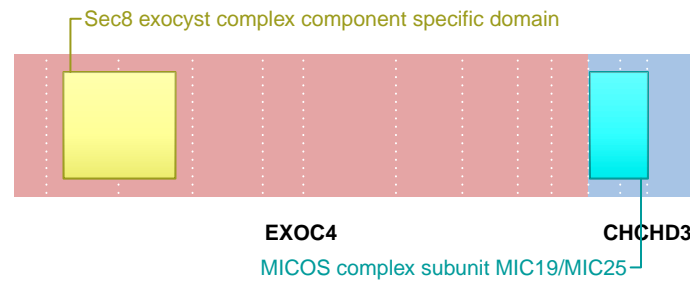 Sec8 exocyst complex component specific domain
EXOC4 CHCHD3
MICOS complex subunit MIC19/MIC25